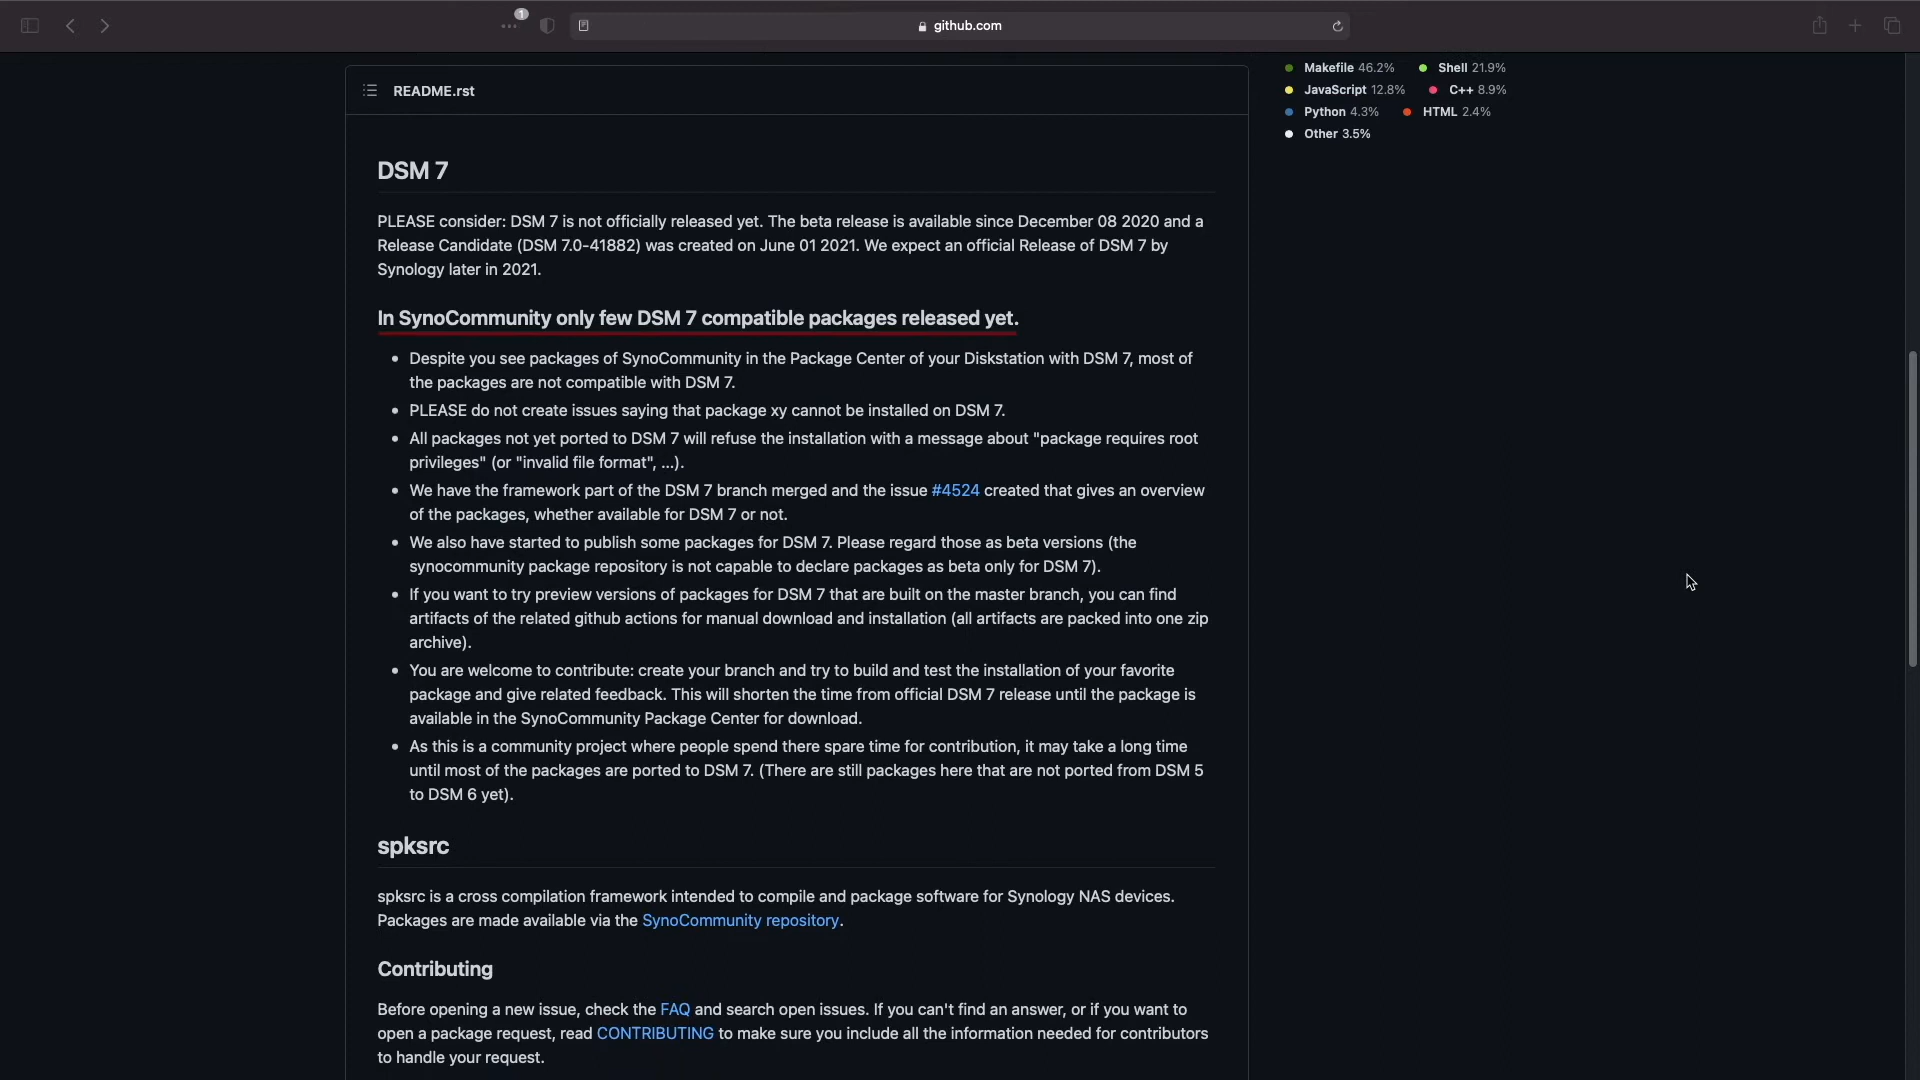 1
github.com
Makefile 46.2% Shell 21.9%
JavaScript 12.8% C++ 8.9%
Python 4.3% HTML 2.4%
Other 3.5%
README.rst
DSM 7
PLEASE consider: DSM 7 is not officially released yet. The beta release is available since December 08 2020 and a
Release Candidate (DSM 7.0-41882) was created on June 01 2021. We expect an official Release of DSM 7 by
Synology later in 2021.
In SynoCommunity only few DSM 7 compatible packages released yet.
• Despite you see packages of SynoCommunity in the Package Center of your Diskstation with DSM 7, most of
the packages are not compatible with DSM 7.
• PLEASE do not create issues saying that package xy cannot be installed on DSM 7.
• All packages not yet ported to DSM 7 will refuse the installation with a message about "package requires root
privileges" (or "invalid file format", ...).
• We have the framework part of the DSM 7 branch merged and the issue #4524 created that gives an overview
of the packages, whether available for DSM 7 or not.
• We also have started to publish some packages for DSM 7. Please regard those as beta versions (the
synocommunity package repository is not capable to declare packages as beta only for DSM 7).
• If you want to try preview versions of packages for DSM 7 that are built on the master branch, you can find
artifacts of the related github actions for manual download and installation (all artifacts are packed into one zip
archive).
• You are welcome to contribute: create your branch and try to build and test the installation of your favorite
package and give related feedback. This will shorten the time from official DSM 7 release until the package is
available in the SynoCommunity Package Center for download.
• As this is a community project where people spend there spare time for contribution, it may take a long time
until most of the packages are ported to DSM 7. (There are still packages here that are not ported from DSM 5
to DSM 6 yet).
spksrc
spksrc is a cross compilation framework intended to compile and package software for Synology NAS devices.
Packages are made available via the SynoCommunity repository.
Contributing
Before opening a new issue, check the FAQ and search open issues. If you can't find an answer, or if you want to
open a package request, read CONTRIBUTING to make sure you include all the information needed for contributors
to handle your request.